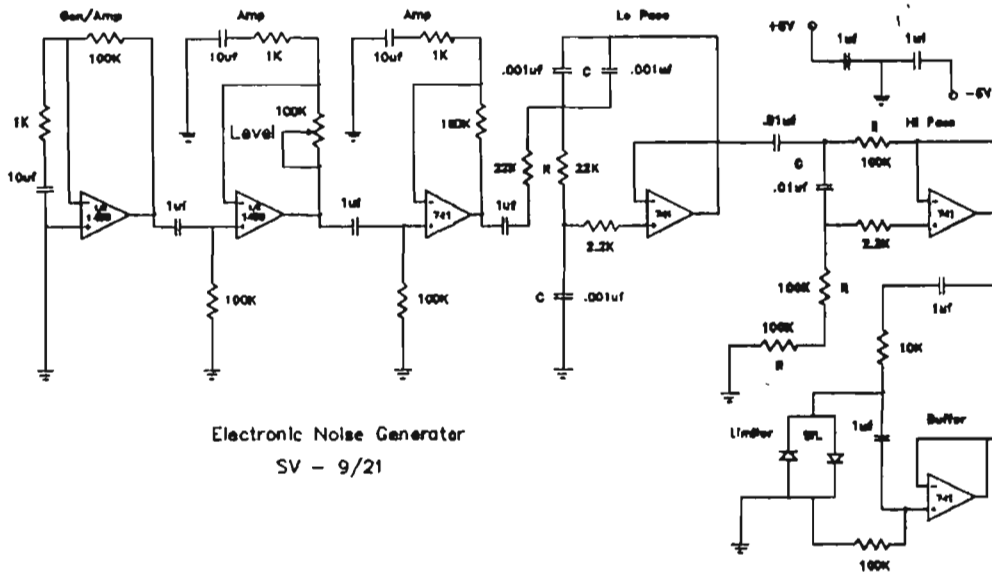 Gen/Amp
Amp
Amp
Lo Pass
100K
10uf
1K
10uf
1K
+6V
1uf
1uf
-6V
.001uf
C
.001uf
1K
100K
Level
.01uf
R
100K
Hi Pass
C
.01uf
22K
R
22K
10uf
1uf
1uf
741
1uf
741
2.2K
741
2.2K
100K
100K
C
.001uf
100K
R
100K
R
1uf
10K
Electronic Noise Generator
SV - 9/21
Limiter
1uf
Buffer
741
100K